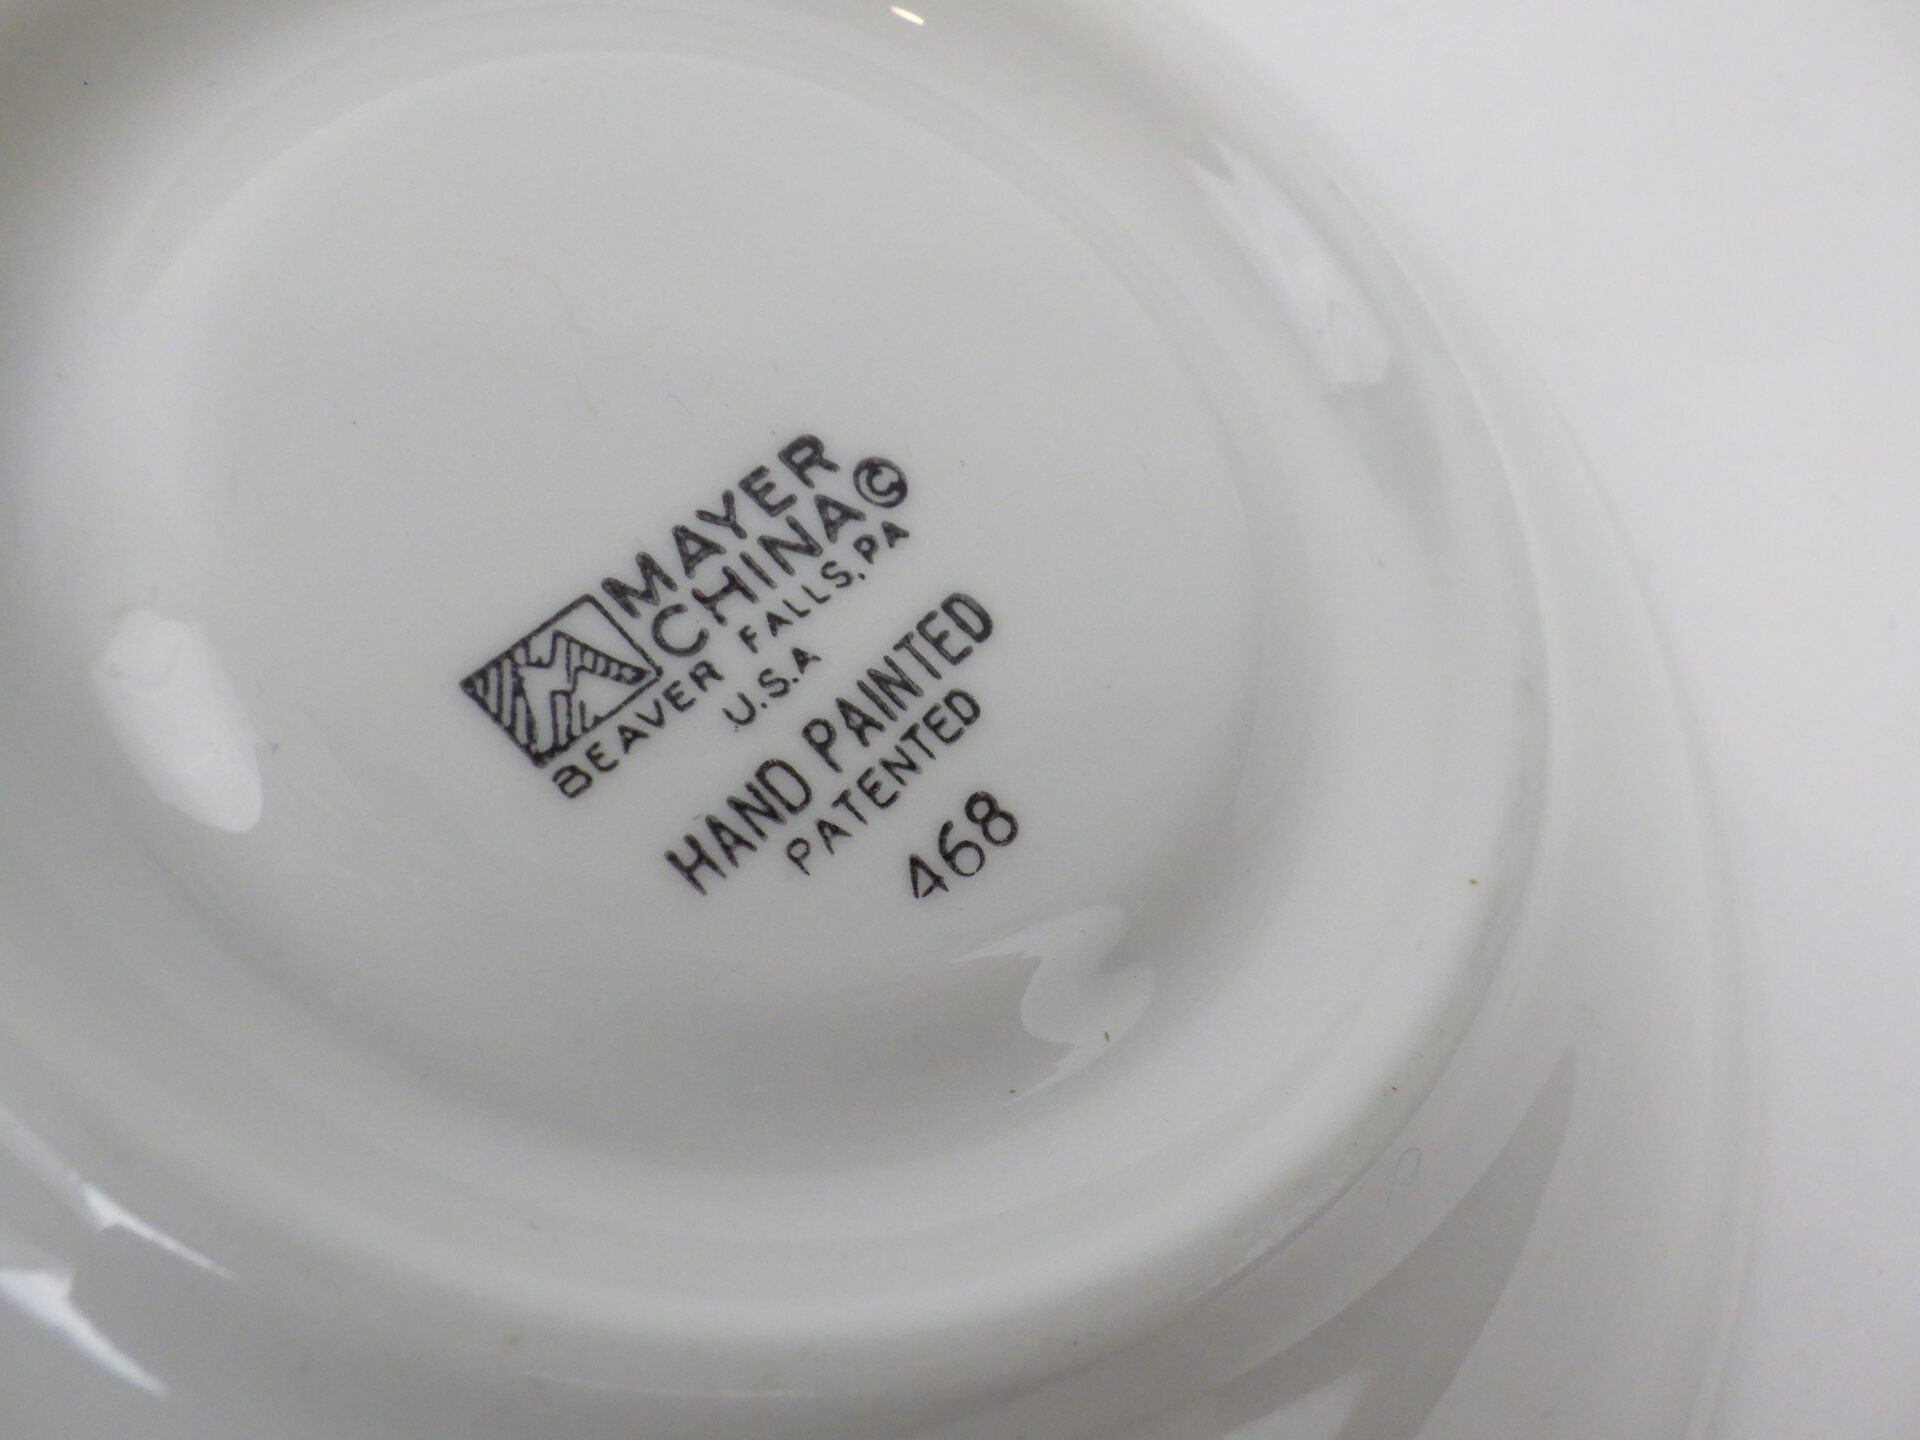 MAYER
CHINA ©
BEAVER FALLS, PA
U.S.A
HAND PAINTED
PATENTED
468